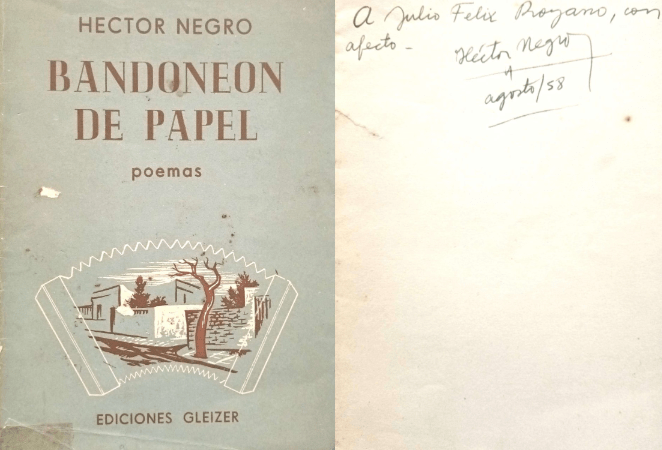 HECTOR NEGRO
BANDONEON
DE PAPEL
poemas
EDICIONES GLEIZER
A Julio Felix Royano, con
afecto -
Héctor Negro
agosto/58